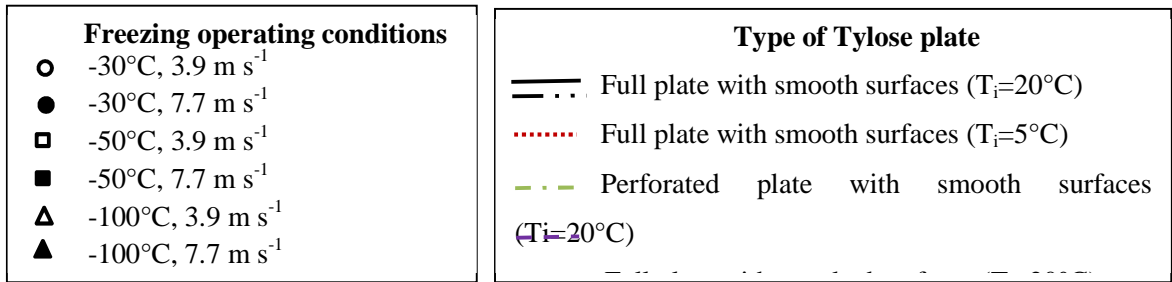 Freezing operating conditions
-30°C, 3.9 m s⁻¹
-30°C, 7.7 m s⁻¹
-50°C, 3.9 m s⁻¹
-50°C, 7.7 m s⁻¹
-100°C, 3.9 m s⁻¹
-100°C, 7.7 m s⁻¹
Type of Tylose plate
Full plate with smooth surfaces (Tᵢ=20°C)
Full plate with smooth surfaces (Tᵢ=5°C)
Perforated plate with smooth surfaces
(Ti=20°C)